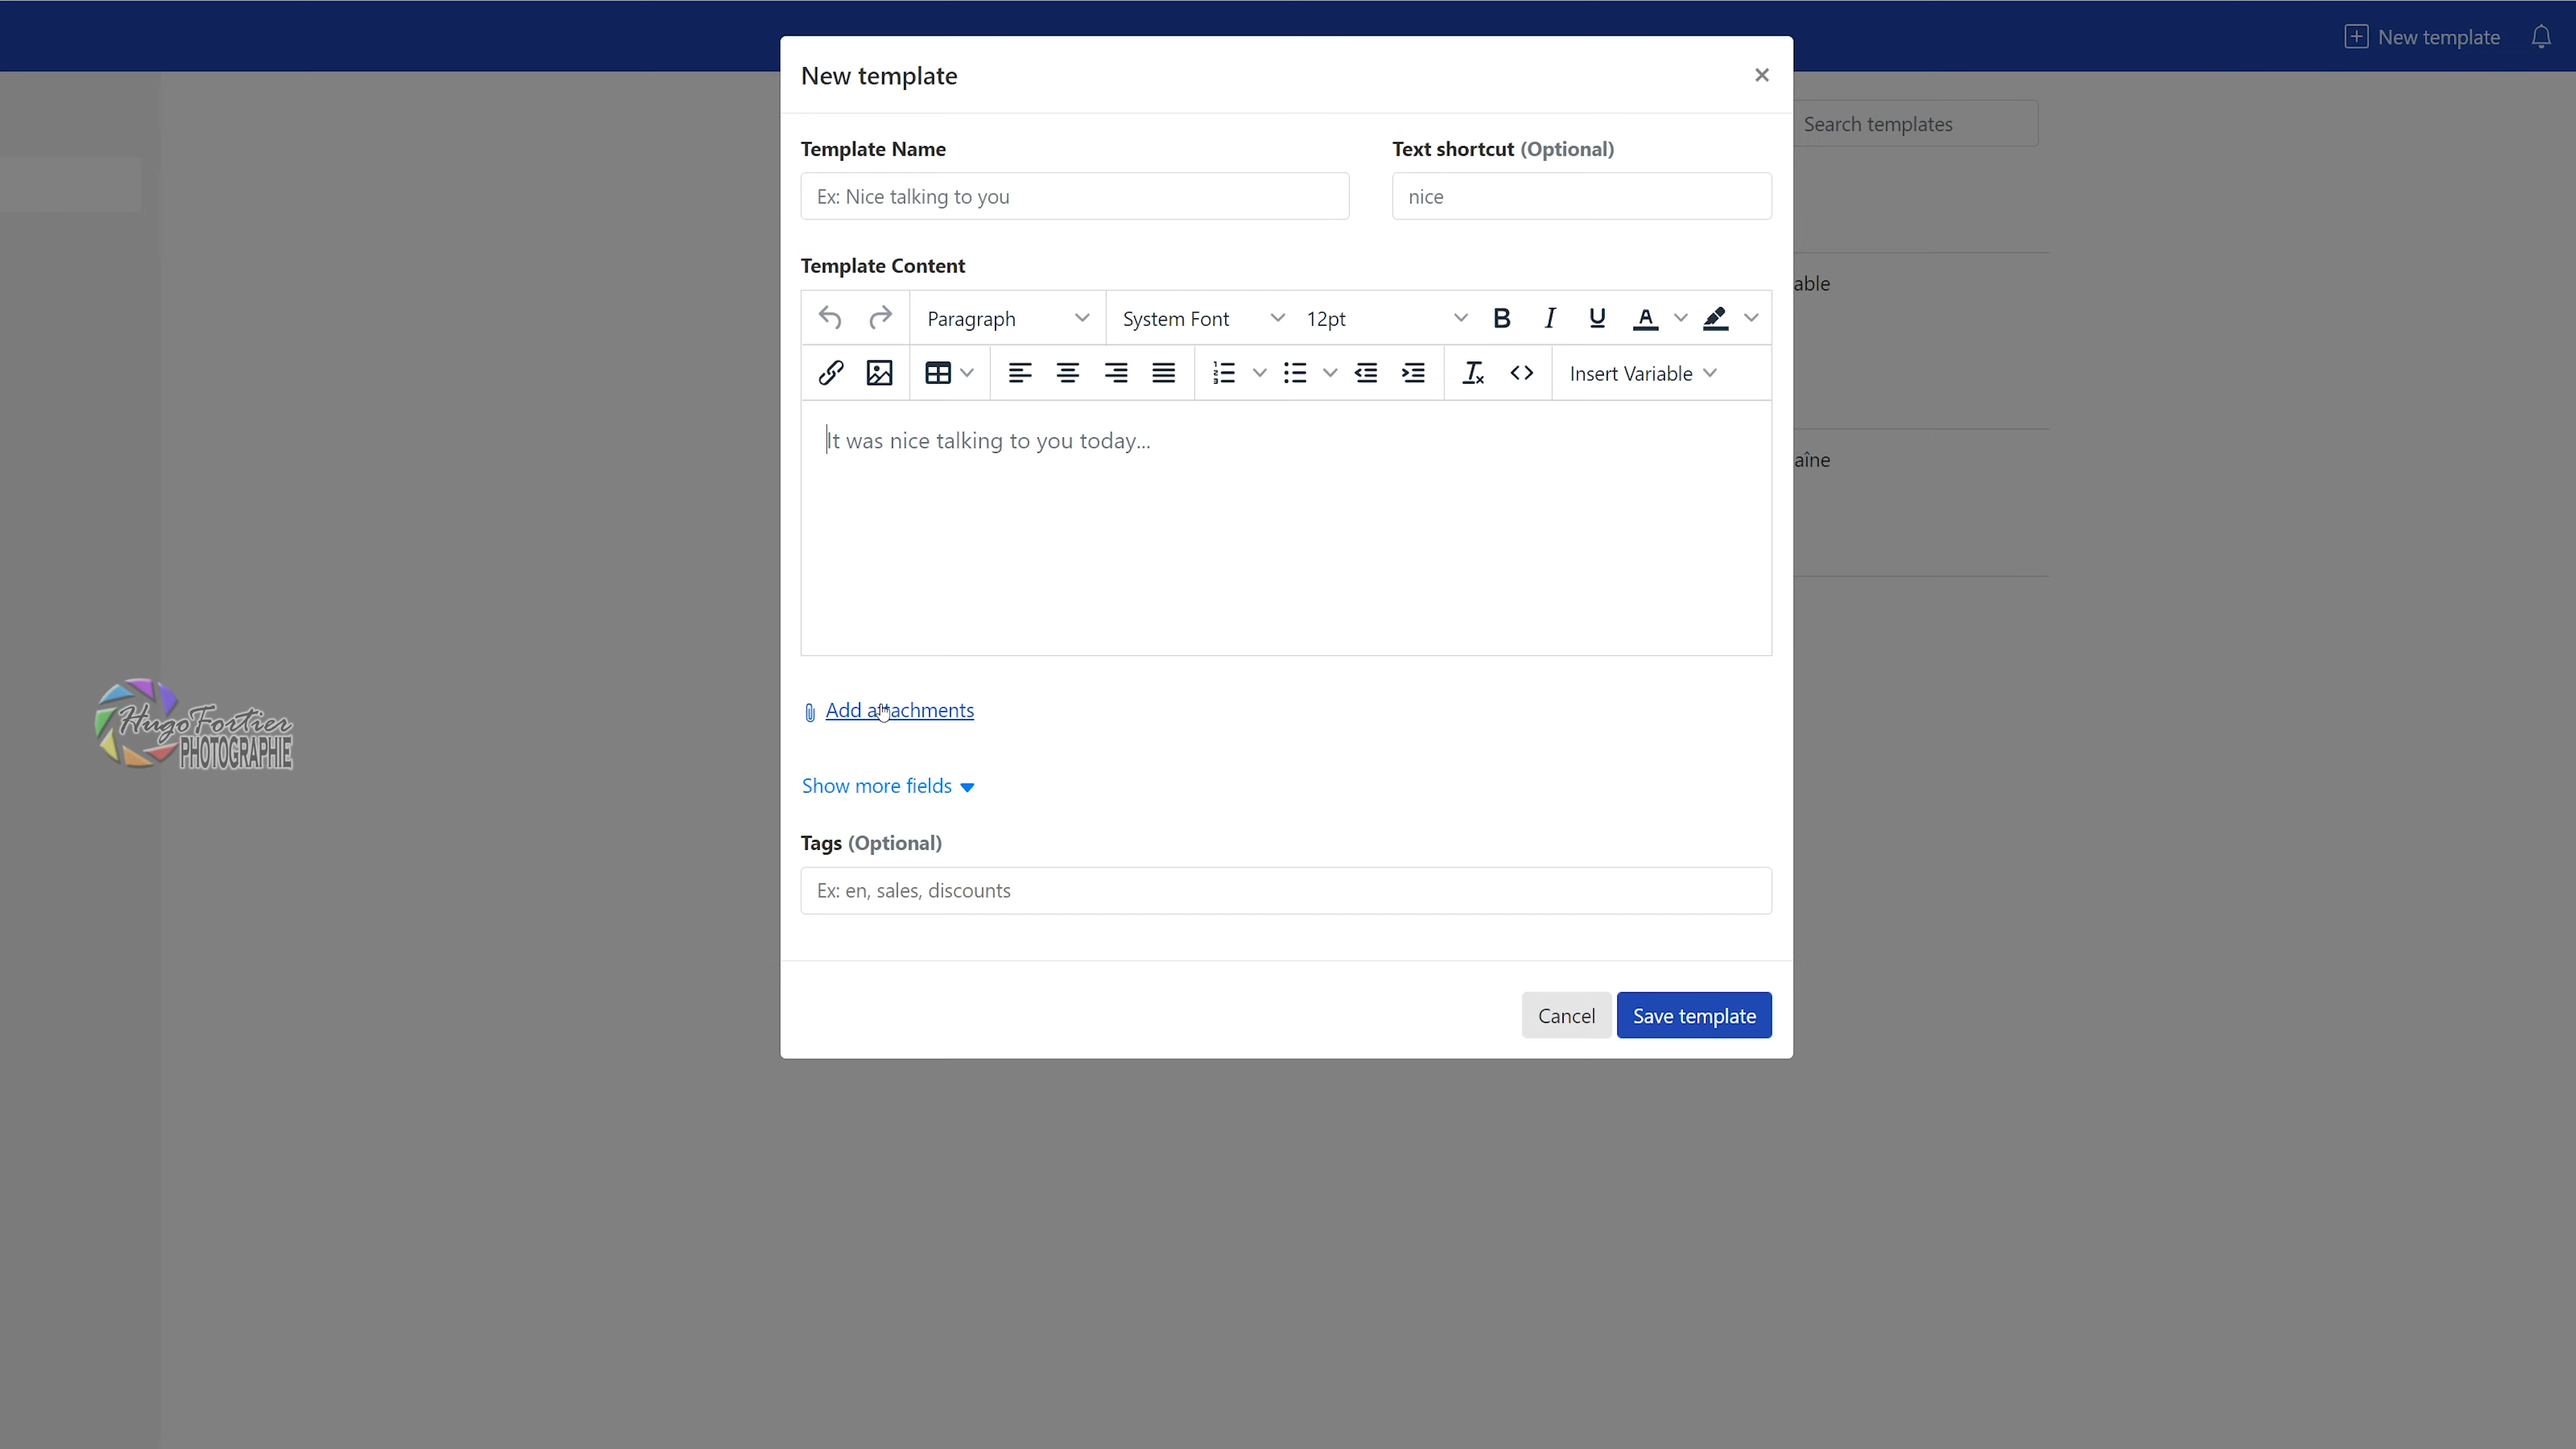 New template
New template
Template Name
Text shortcut (Optional)
Search templates
Ex: Nice talking to you
nice
Template Content
able
Paragraph
System Font
12pt
Insert Variable
It was nice talking to you today...
aîne
Add attachments
Hugo Fortier
PHOTOGRAPHIE
Show more fields
Tags (Optional)
Ex: en, sales, discounts
Cancel
Save template